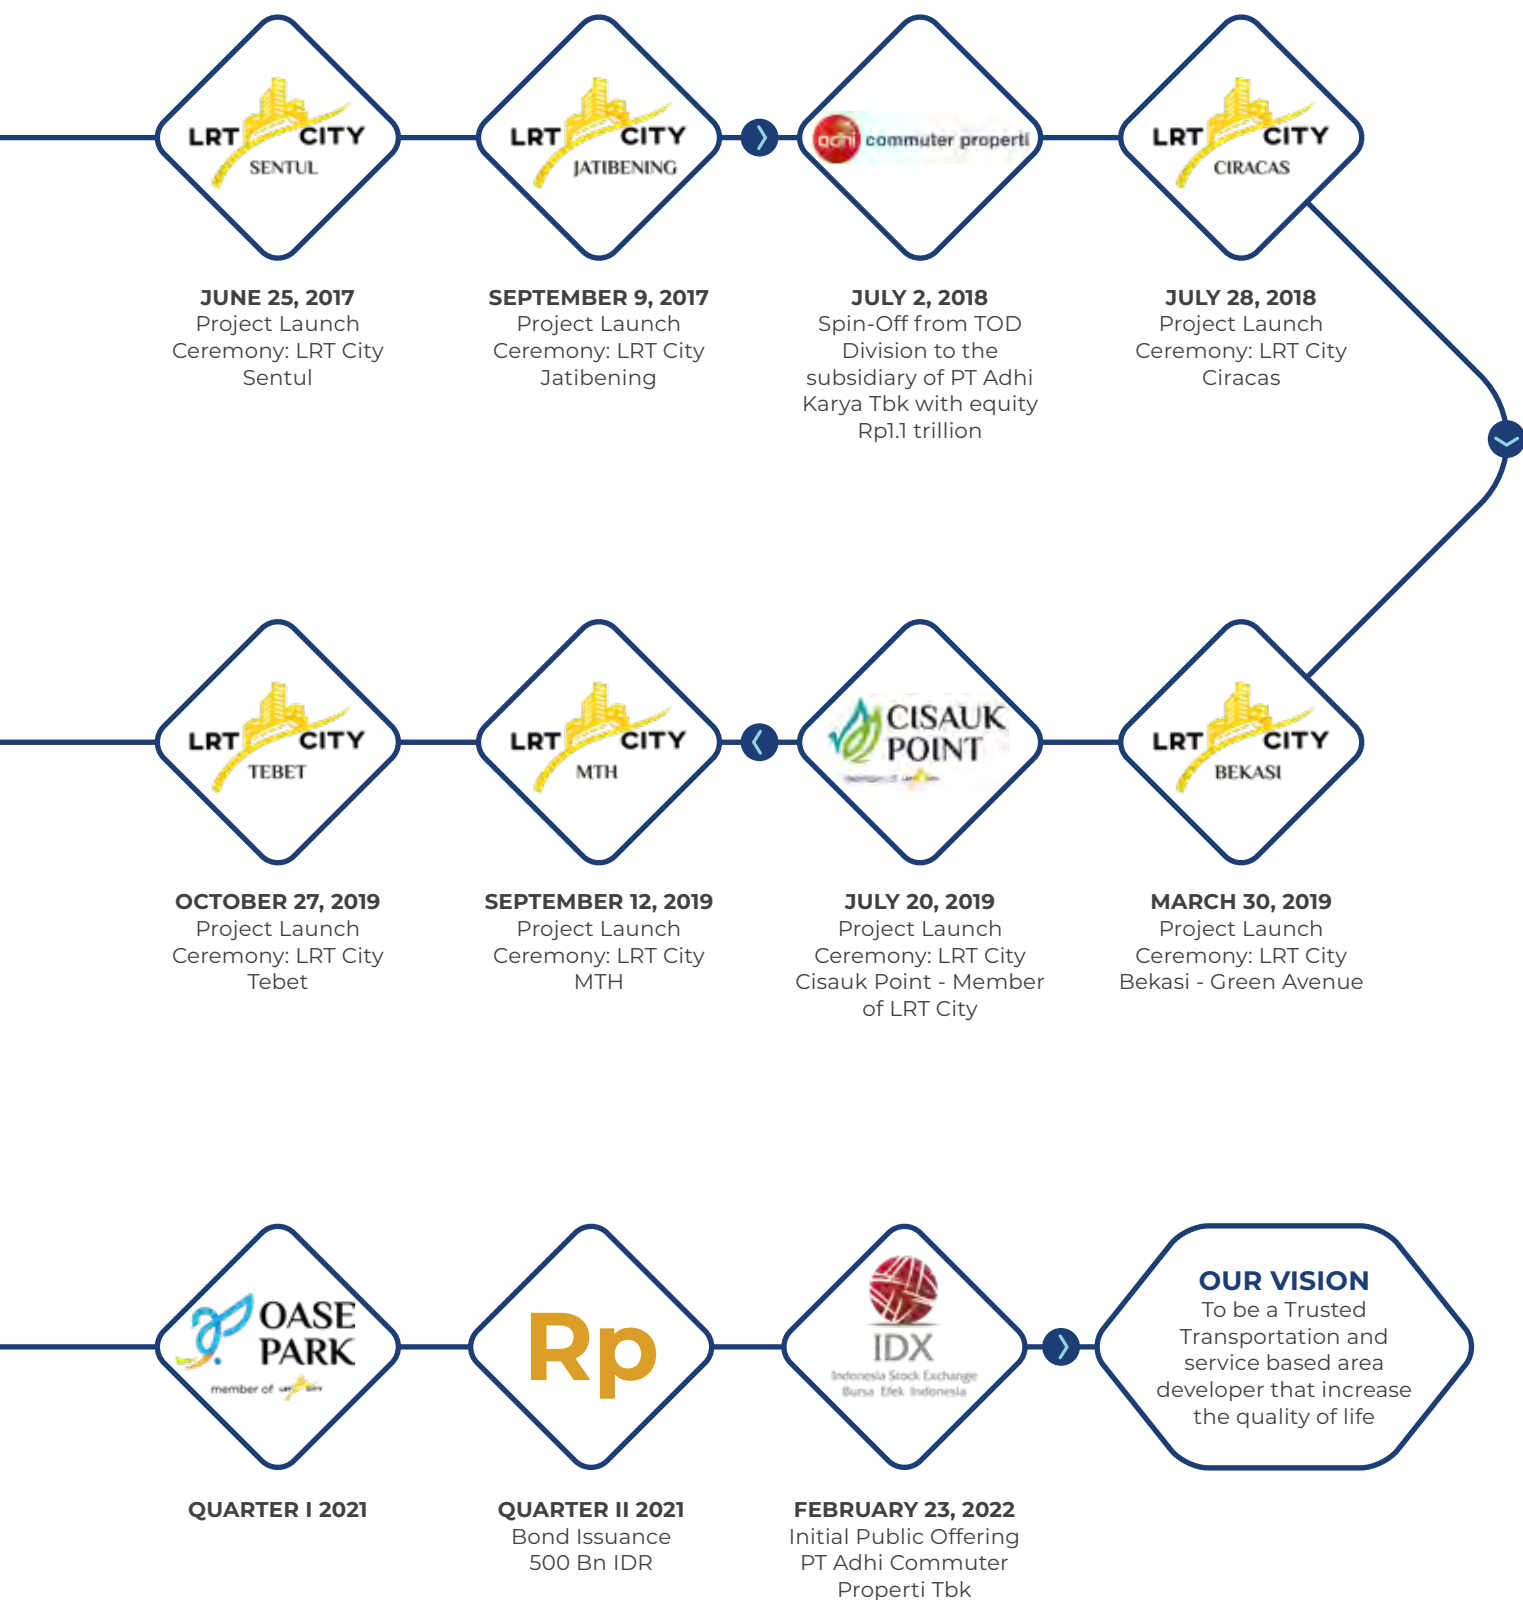 LRT CITY
SENTUL
JUNE 25, 2017
Project Launch
Ceremony: LRT City
Sentul
LRT CITY
JATIBENING
SEPTEMBER 9, 2017
Project Launch
Ceremony: LRT City
Jatibening
adhi commuter properti
JULY 2, 2018
Spin-Off from TOD
Division to the
subsidiary of PT Adhi
Karya Tbk with equity
Rp1.1 trillion
LRT CITY
CIRACAS
JULY 28, 2018
Project Launch
Ceremony: LRT City
Ciracas
LRT CITY
TEBET
OCTOBER 27, 2019
Project Launch
Ceremony: LRT City
Tebet
LRT CITY
MTH
SEPTEMBER 12, 2019
Project Launch
Ceremony: LRT City
MTH
CISAUK
POINT
member of LRT CITY
JULY 20, 2019
Project Launch
Ceremony: LRT City
Cisauk Point - Member
of LRT City
LRT CITY
BEKASI
MARCH 30, 2019
Project Launch
Ceremony: LRT City
Bekasi - Green Avenue
OASE
PARK
member of LRT CITY
QUARTER I 2021
Rp
QUARTER II 2021
Bond Issuance
500 Bn IDR
IDX
Indonesia Stock Exchange
Bursa Efek Indonesia
FEBRUARY 23, 2022
Initial Public Offering
PT Adhi Commuter
Properti Tbk
OUR VISION
To be a Trusted
Transportation and
service based area
developer that increase
the quality of life